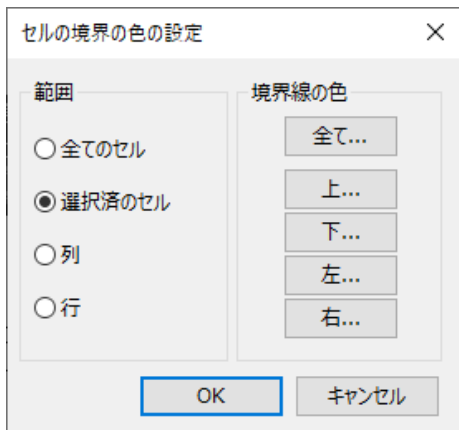 セルの境界の色の設定
範囲
全てのセル
選択済のセル
列
行
境界線の色
全て...
上...
下...
左...
右...
OK
キャンセル